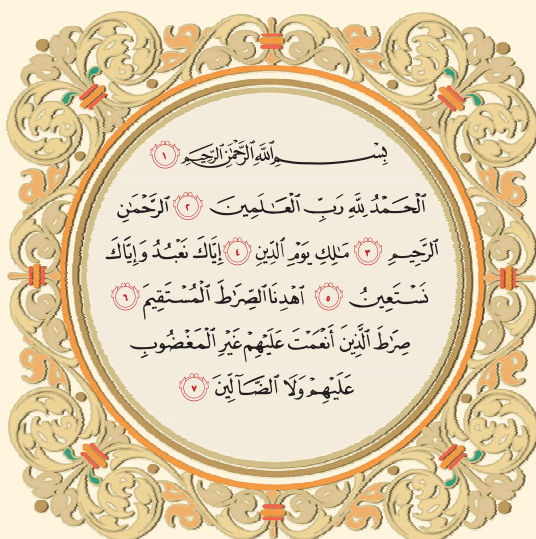 بِسْمِ ٱللَّهِ ٱلرَّحْمَٰنِ ٱلرَّحِيمِ ١
ٱلْحَمْدُ لِلَّهِ رَبِّ ٱلْعَـٰلَمِينَ ٢ ٱلرَّحْمَٰنِ
ٱلرَّحِيمِ ٣ مَـٰلِكِ يَوْمِ ٱلدِّينِ ٤ إِيَّاكَ نَعْبُدُ وَإِيَّاكَ
نَسْتَعِينُ ٥ ٱهْدِنَا ٱلصِّرَٰطَ ٱلْمُسْتَقِيمَ ٦
صِرَٰطَ ٱلَّذِينَ أَنْعَمْتَ عَلَيْهِمْ غَيْرِ ٱلْمَغْضُوبِ
عَلَيْهِمْ وَلَا ٱلضَّآلِّينَ ٧